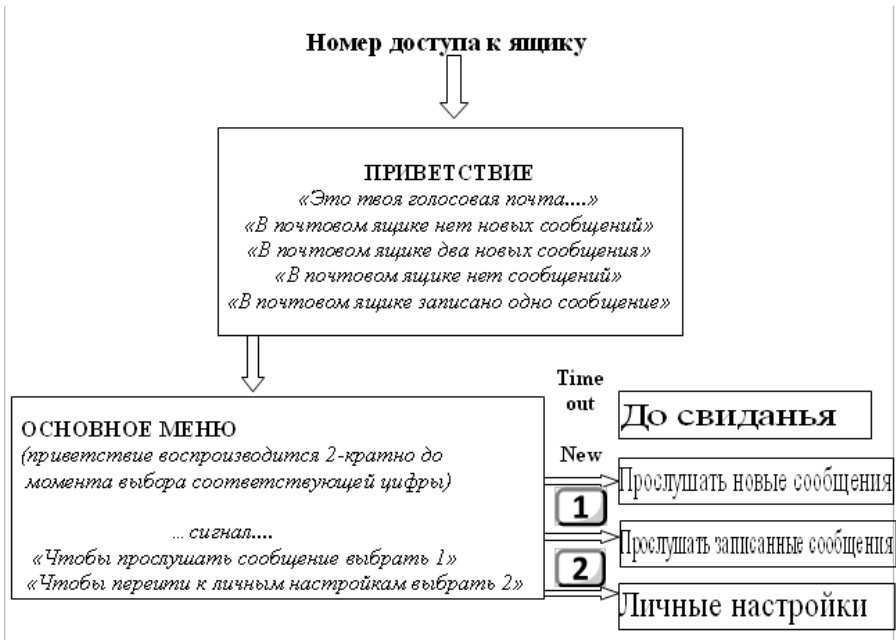 Номер доступа к ящику
ПРИВЕТСТВИЕ
«Это твоя голосовая почта....»
«В почтовом ящике нет новых сообщений»
«В почтовом ящике два новых сообщения»
«В почтовом ящике нет сообщений»
«В почтовом ящике записано одно сообщение»
ОСНОВНОЕ МЕНЮ
(приветствие воспроизводится 2-кратно до
момента выбора соответствующей цифры)
... сигнал....
«Чтобы прослушать сообщение выбрать 1»
«Чтобы переити к личным настройкам выбрать 2»
Time
out
До свиданья
New
Прослушать новые сообщения
1
Прослушать записанные сообщения
2
Личные настройки